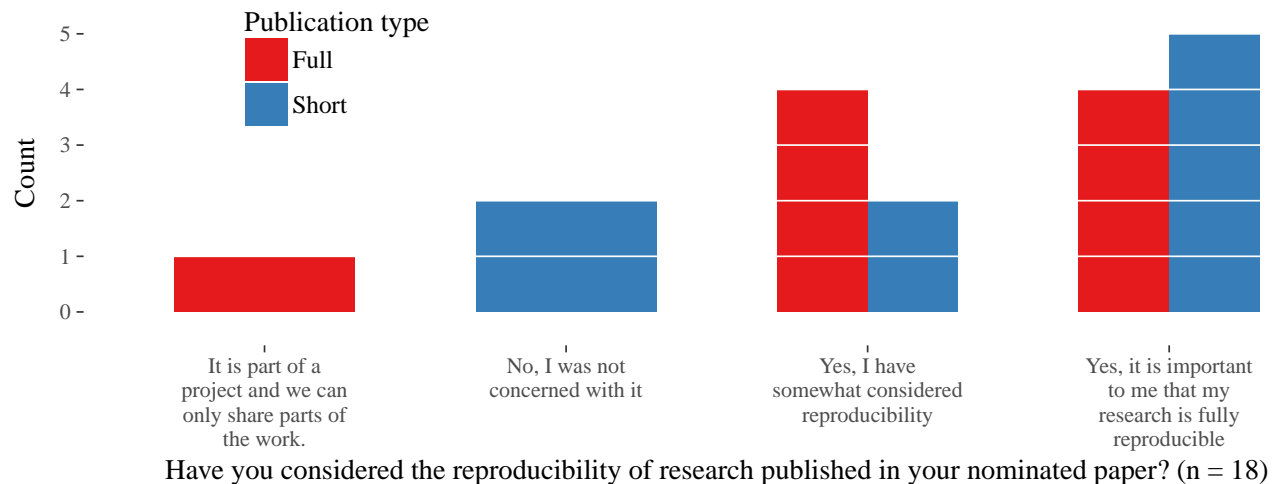 Publication type
Full
Short
Count
5
4
3
2
1
0
It is part of a
project and we can
only share parts of
the work.
No, I was not
concerned with it
Yes, I have
somewhat considered
reproducibility
Yes, it is important
to me that my
research is fully
reproducible
Have you considered the reproducibility of research published in your nominated paper? (n = 18)